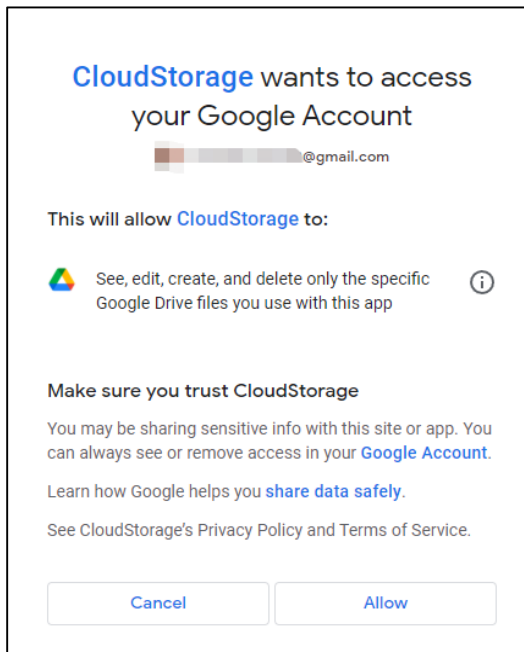 CloudStorage wants to access
your Google Account
@gmail.com
This will allow CloudStorage to:
See, edit, create, and delete only the specific
Google Drive files you use with this app
Make sure you trust CloudStorage
You may be sharing sensitive info with this site or app. You
can always see or remove access in your Google Account.
Learn how Google helps you share data safely.
See CloudStorage's Privacy Policy and Terms of Service.
Cancel
Allow